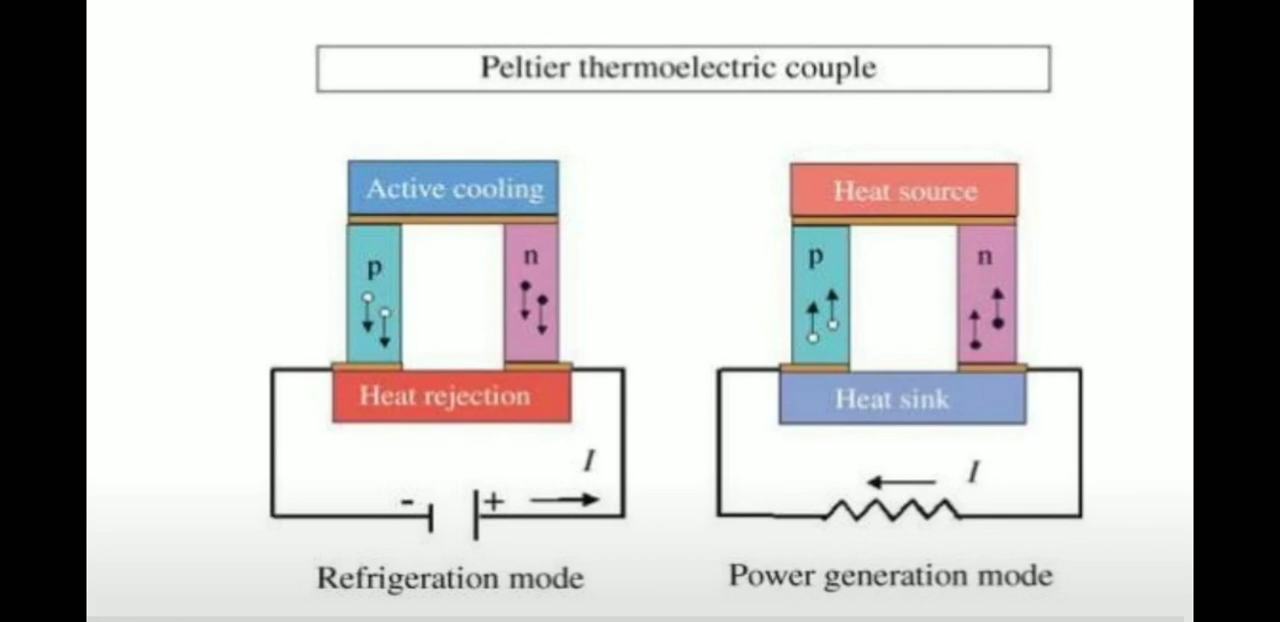 Peltier thermoelectric couple
Active cooling
p
n
Heat rejection
I
- +
Refrigeration mode
Heat source
p
n
Heat sink
I
Power generation mode